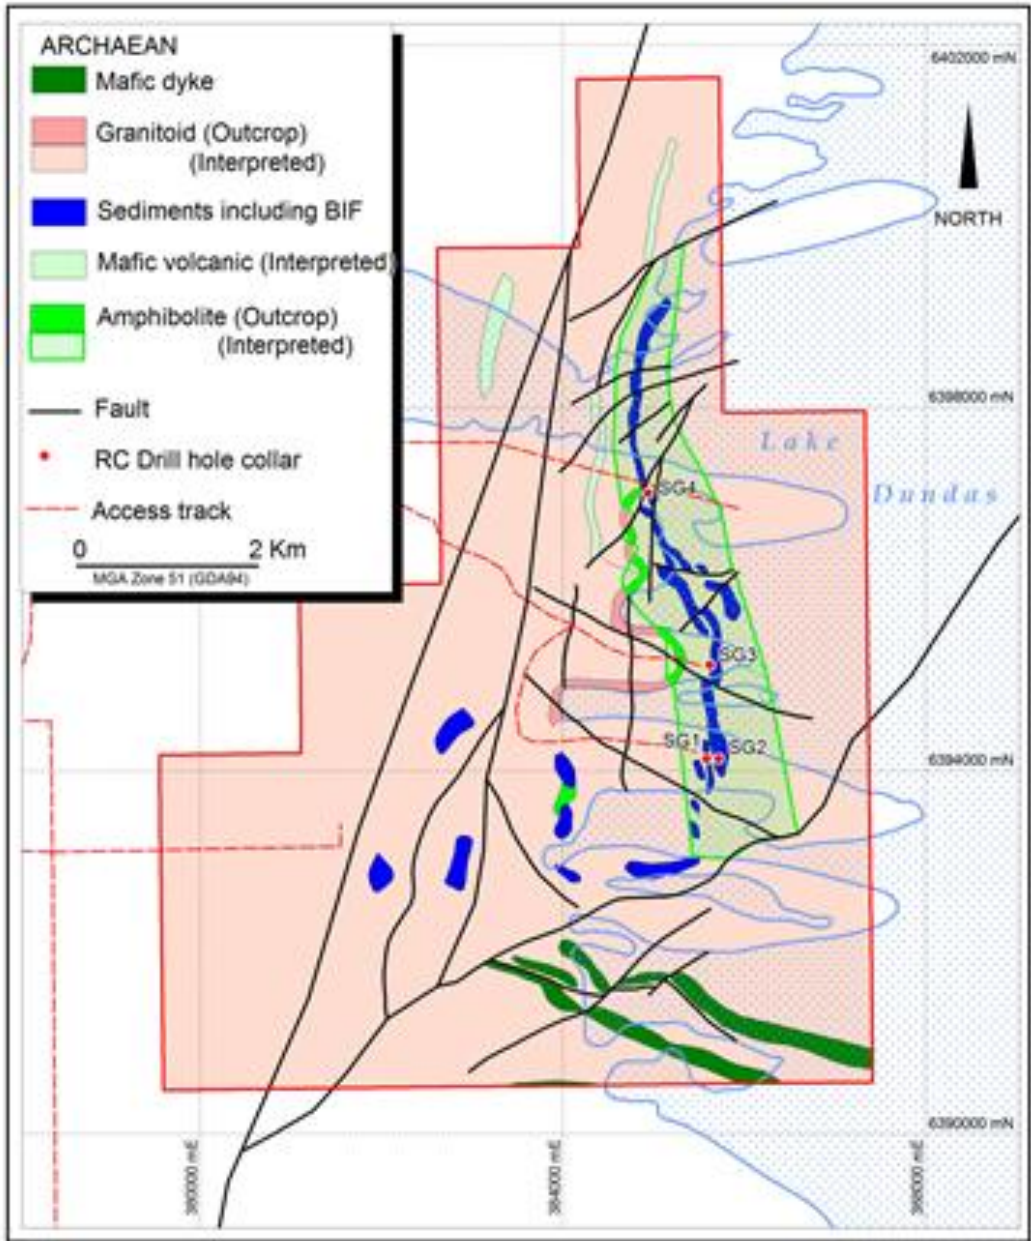 ARCHAEAN
Mafic dyke
Granitoid (Outcrop)
(Interpreted)
Sediments including BIF
Mafic volcanic (Interpreted)
Amphibolite (Outcrop)
(Interpreted)
Fault
RC Drill hole collar
Access track
0 2 Km
MGA Zone 51 (GDA94)
6402000 mN
NORTH
6398000 mN
Lake
Dundas
SG4
SG3
SG1 SG2
6394000 mN
6390000 mN
380000 mE
384000 mE
388000 mE